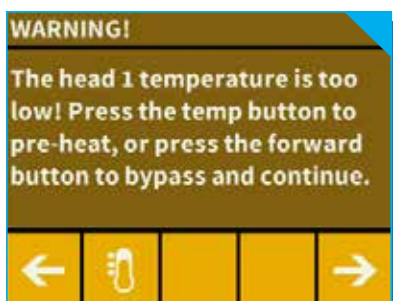 WARNING!
The head 1 temperature is too
low! Press the temp button to
pre-heat, or press the forward
button to bypass and continue.